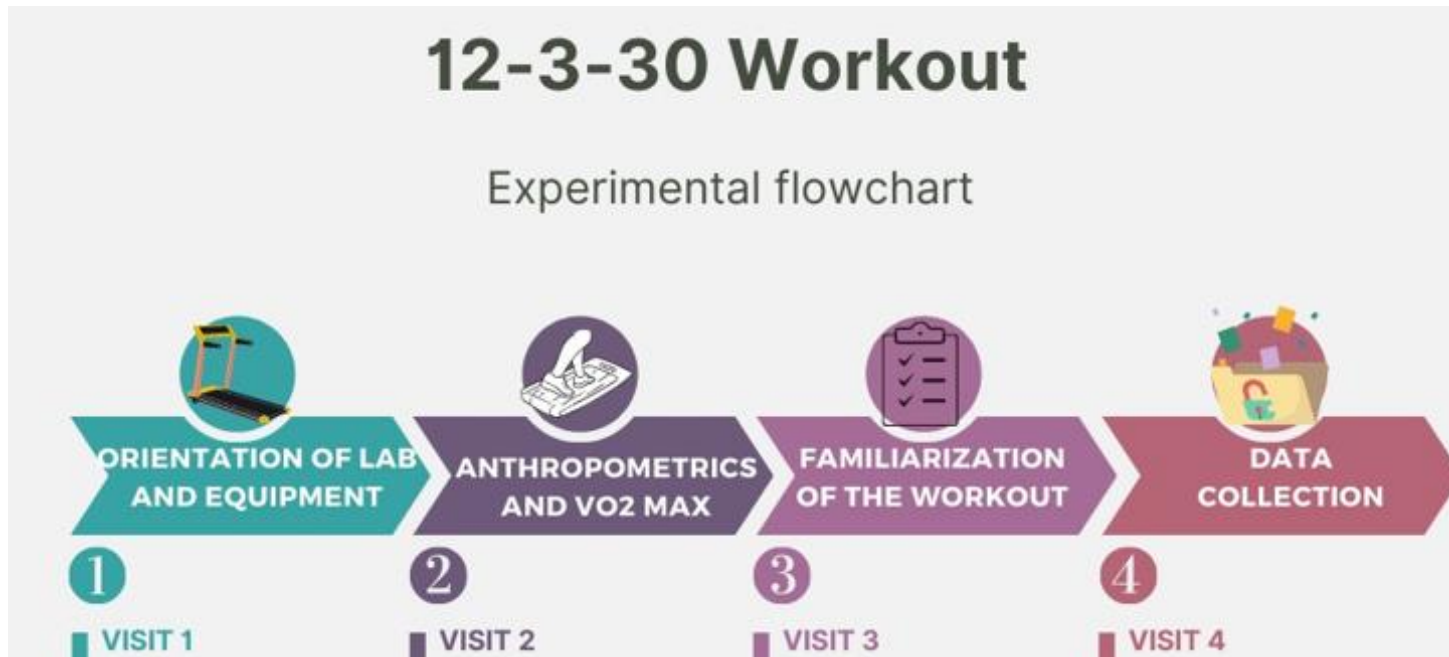 12-3-30 Workout
Experimental flowchart
ORIENTATION OF LAB
AND EQUIPMENT
ANTHROPOMETRICS
AND VO2 MAX
FAMILIARIZATION
OF THE WORKOUT
DATA
COLLECTION
1
2
3
4
VISIT 1
VISIT 2
VISIT 3
VISIT 4